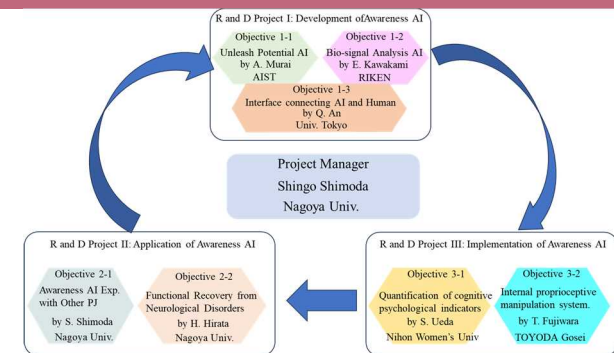 R and D Project I: Development of Awareness AI
Objective 1-1
Unleash Potential AI
by A. Murai
AIST
Objective 1-2
Bio-signal Analysis AI
by E. Kawakami
RIKEN
Objective 1-3
Interface connecting AI and Human
by Q. An
Univ. Tokyo
Project Manager
Shingo Shimoda
Nagoya Univ.
R and D Project II: Application of Awareness AI
Objective 2-1
Awareness AI Exp.
with Other PJ
by S. Shimoda
Nagoya Univ.
Objective 2-2
Functional Recovery from
Neurological Disorders
by H. Hirata
Nagoya Univ.
R and D Project III: Implementation of Awareness AI
Objective 3-1
Quantification of cognitive
psychological indicators
by S. Ueda
Nihon Women's Univ
Objective 3-2
Internal proprioceptive
manipulation system.
by T. Fujiwara
TOYODA Gosei